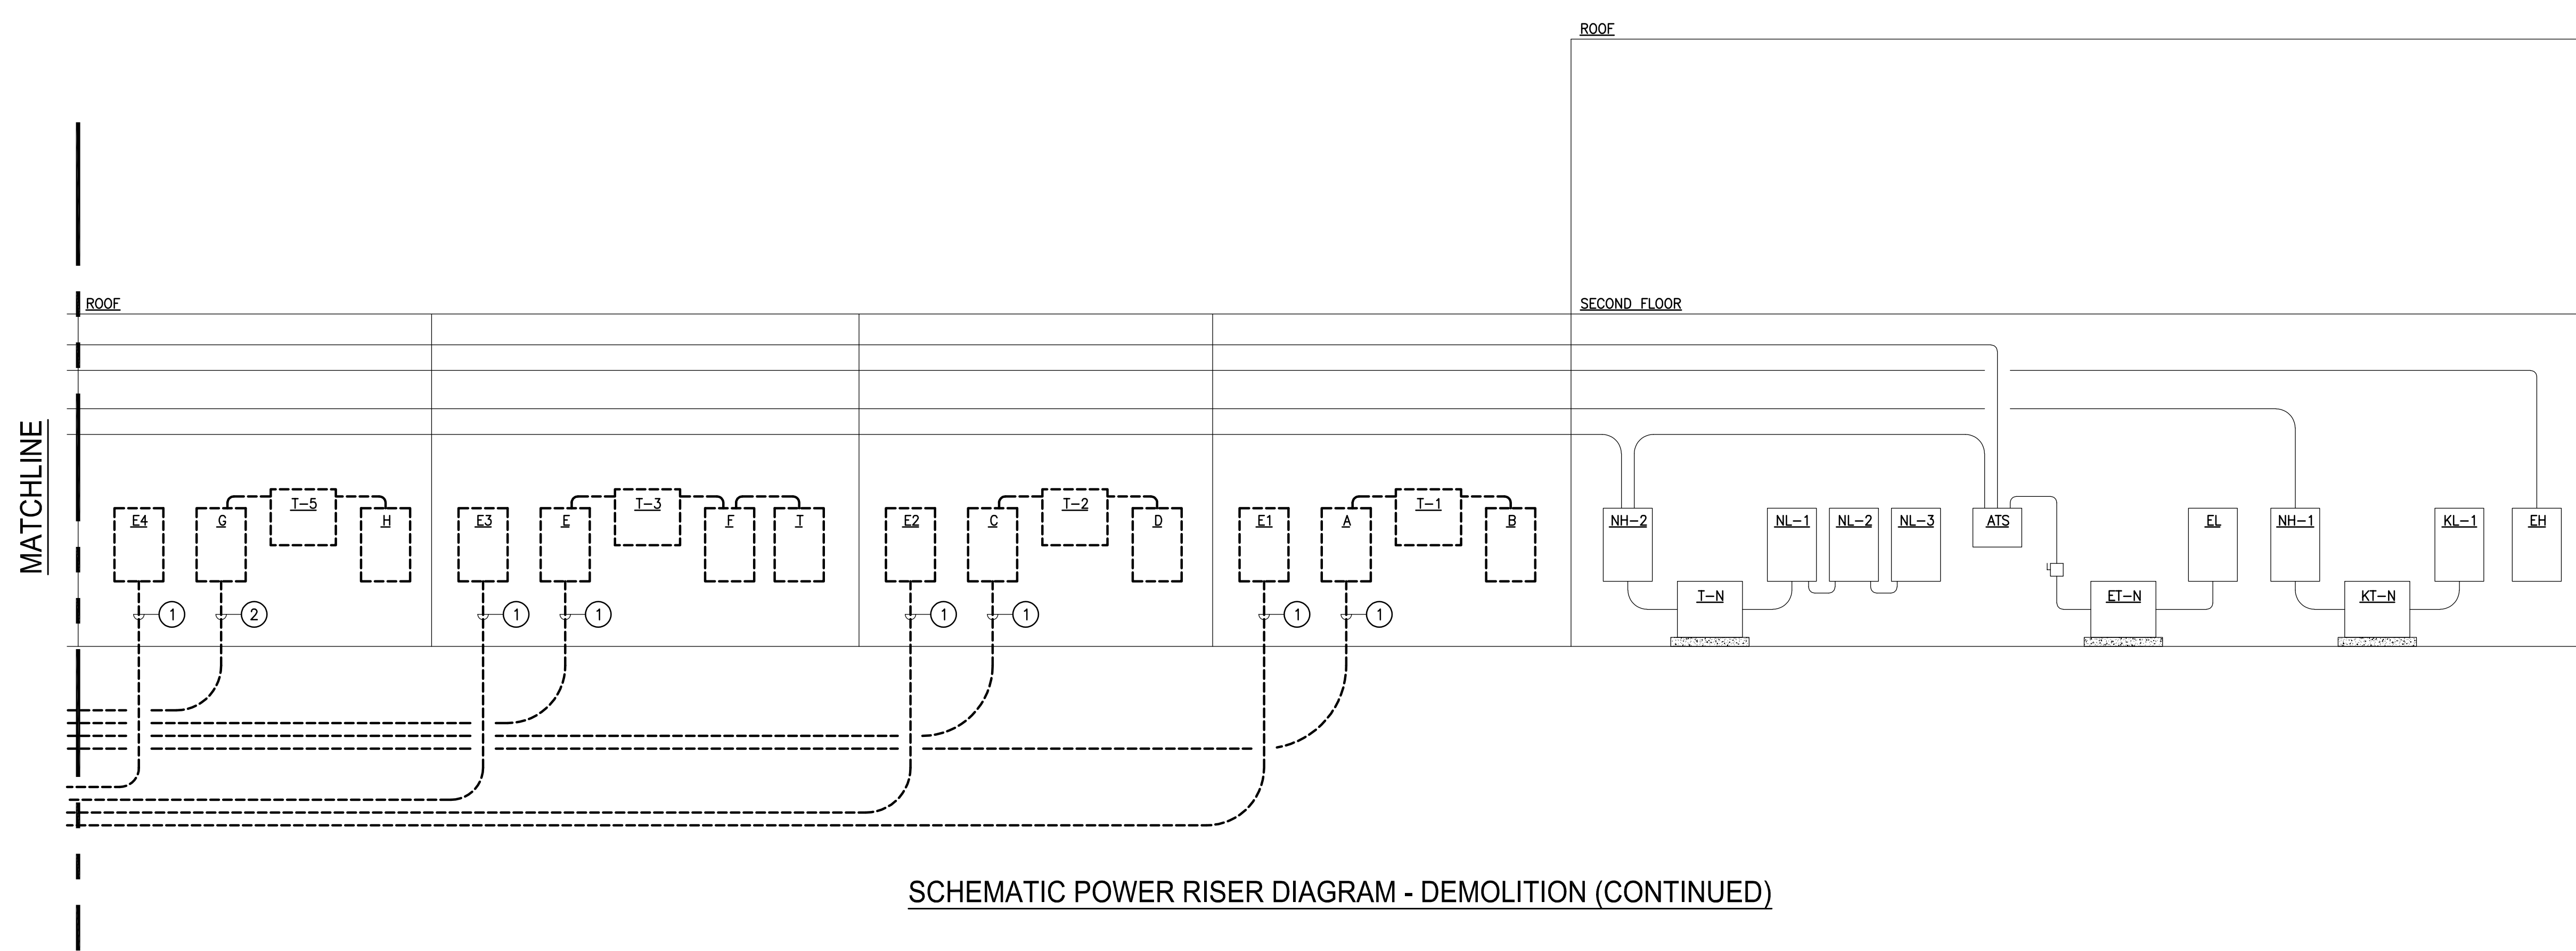 ROOF
ROOF
SECOND FLOOR
MATCHLINE
E4 G T-5 H E3 E T-3 F T E2 C T-2 D E1 A T-1 B NH-2 NL-1 NL-2 NL-3 ATS EL NH-1 KL-1 EH
T-N ET-N KT-N
1 2 1 1 1 1 1 1
SCHEMATIC POWER RISER DIAGRAM - DEMOLITION (CONTINUED)